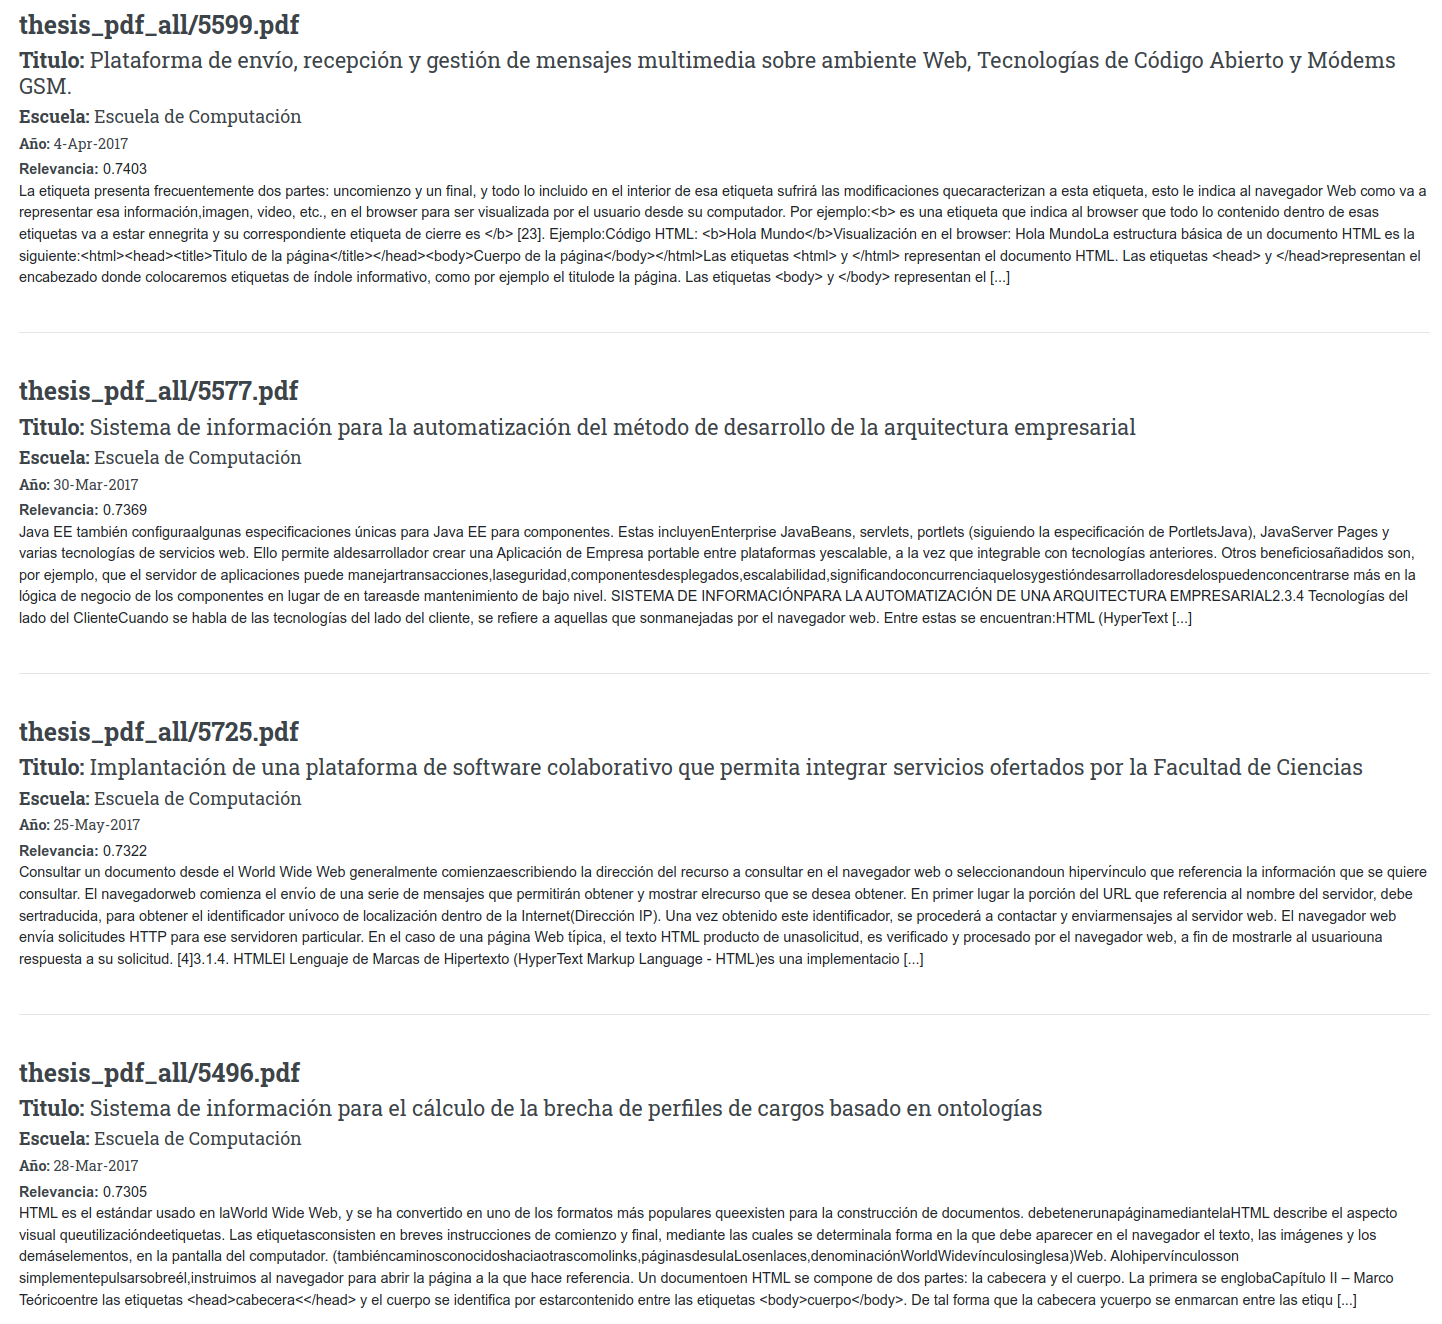 thesis_pdf_all/5599.pdf
Titulo: Plataforma de envío, recepción y gestión de mensajes multimedia sobre ambiente Web, Tecnologías de Código Abierto y Módems
GSM.
Escuela: Escuela de Computación
Año: 4-Apr-2017
Relevancia: 0.7403
La etiqueta presenta frecuentemente dos partes: uncomienzo y un final, y todo lo incluido en el interior de esa etiqueta sufrirá las modificaciones quecaracterizan a esta etiqueta, esto le indica al navegador Web como va a
representar esa información,imagen, video, etc., en el browser para ser visualizada por el usuario desde su computador. Por ejemplo:<b> es una etiqueta que indica al browser que todo lo contenido dentro de esas
etiquetas va a estar ennegrita y su correspondiente etiqueta de cierre es </b> [23]. Ejemplo:Código HTML: <b>Hola Mundo</b>Visualización en el browser: Hola MundoLa estructura básica de un documento HTML es la
siguiente:<html><head><title>Titulo de la página</title></head><body>Cuerpo de la página</body></html>Las etiquetas <html> y </html> representan el documento HTML. Las etiquetas <head> y </head>representan el
encabezado donde colocaremos etiquetas de índole informativo, como por ejemplo el titulode la página. Las etiquetas <body> y </body> representan el [...]
thesis_pdf_all/5577.pdf
Titulo: Sistema de información para la automatización del método de desarrollo de la arquitectura empresarial
Escuela: Escuela de Computación
Año: 30-Mar-2017
Relevancia: 0.7369
Java EE también configuraalgunas especificaciones únicas para Java EE para componentes. Estas incluyenEnterprise JavaBeans, servlets, portlets (siguiendo la especificación de PortletsJava), JavaServer Pages y
varias tecnologías de servicios web. Ello permite aldesarrollador crear una Aplicación de Empresa portable entre plataformas yescalable, a la vez que integrable con tecnologías anteriores. Otros beneficiosañadidos son,
por ejemplo, que el servidor de aplicaciones puede manejartransacciones,laseguridad,componentesdesplegados,escalabilidad,significandoconcurrenciaquelosygestióndesarrolladoresdelospuedenconcentrarse más en la
lógica de negocio de los componentes en lugar de en tareasde mantenimiento de bajo nivel. SISTEMA DE INFORMACIÓNPARA LA AUTOMATIZACIÓN DE UNA ARQUITECTURA EMPRESARIAL2.3.4 Tecnologías del
lado del ClienteCuando se habla de las tecnologías del lado del cliente, se refiere a aquellas que sonmanejadas por el navegador web. Entre estas se encuentran:HTML (HyperText [...]
thesis_pdf_all/5725.pdf
Titulo: Implantación de una plataforma de software colaborativo que permita integrar servicios ofertados por la Facultad de Ciencias
Escuela: Escuela de Computación
Año: 25-May-2017
Relevancia: 0.7322
Consultar un documento desde el World Wide Web generalmente comienzaescribiendo la dirección del recurso a consultar en el navegador web o seleccionandoun hipervínculo que referencia la información que se quiere
consultar. El navegadorweb comienza el envío de una serie de mensajes que permitirán obtener y mostrar elrecurso que se desea obtener. En primer lugar la porción del URL que referencia al nombre del servidor, debe
sertraducida, para obtener el identificador unívoco de localización dentro de la Internet(Dirección IP). Una vez obtenido este identificador, se procederá a contactar y enviarmensajes al servidor web. El navegador web
envía solicitudes HTTP para ese servidoren particular. En el caso de una página Web típica, el texto HTML producto de unasolicitud, es verificado y procesado por el navegador web, a fin de mostrarle al usuariouna
respuesta a su solicitud. [4]3.1.4. HTMLEl Lenguaje de Marcas de Hipertexto (HyperText Markup Language - HTML)es una implementacio [...]
thesis_pdf_all/5496.pdf
Titulo: Sistema de información para el cálculo de la brecha de perfiles de cargos basado en ontologías
Escuela: Escuela de Computación
Año: 28-Mar-2017
Relevancia: 0.7305
HTML es el estándar usado en laWorld Wide Web, y se ha convertido en uno de los formatos más populares queexisten para la construcción de documentos. debetenerunapáginamediantelaHTML describe el aspecto
visual queutilizacióndeetiquetas. Las etiquetasconsisten en breves instrucciones de comienzo y final, mediante las cuales se determinala forma en la que debe aparecer en el navegador el texto, las imágenes y los
demáselementos, en la pantalla del computador. (tambiéncaminosconocidoshaciaotrascomolinks,páginasdesulaLosenlaces,denominaciónWorldWidevínculosinglesa)Web. Alohipervínculosson
simplementepulsarsobreél,instruimos al navegador para abrir la página a la que hace referencia. Un documentoen HTML se compone de dos partes: la cabecera y el cuerpo. La primera se englobaCapítulo II – Marco
Teóricoentre las etiquetas <head>cabecera<</head> y el cuerpo se identifica por estarcontenido entre las etiquetas <body>cuerpo</body>. De tal forma que la cabecera ycuerpo se enmarcan entre las etiqu [...]